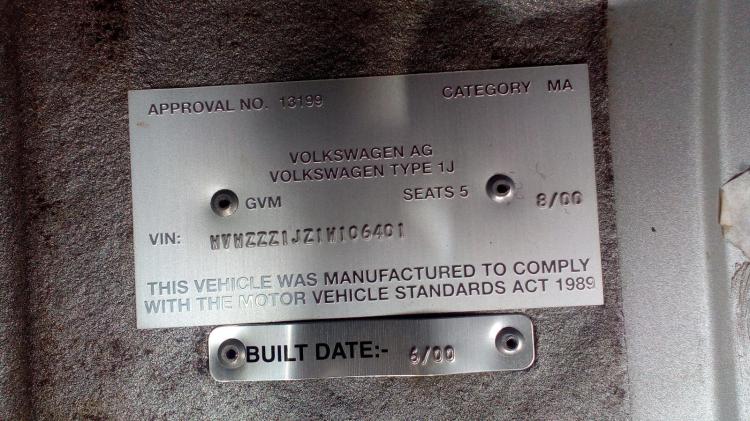 APPROVAL NO. 13199 CATEGORY MA
VOLKSWAGEN AG
VOLKSWAGEN TYPE 1J
GVM SEATS 5 8/00
VIN: WVWZZZ1JZ1W106401
THIS VEHICLE WAS MANUFACTURED TO COMPLY
WITH THE MOTOR VEHICLE STANDARDS ACT 1989
BUILT DATE:- 6/00